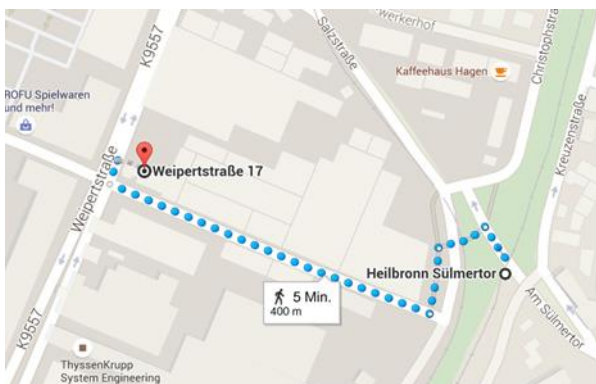 K9557
Salzstraße
werkerhof
Christophstra
Kaffeehaus Hagen
ROFU Spielwaren
und mehr!
Kreuzenstraße
Weipertstraße
Weipertstraße 17
Heilbronn Sülmertor
5 Min.
400 m
Am Sülmertor
K9557
ThyssenKrupp
System Engineering